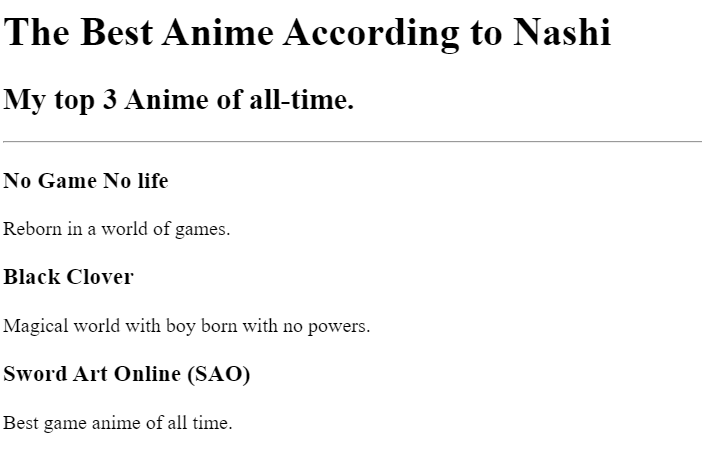 The Best Anime According to Nashi
My top 3 Anime of all-time.
No Game No life
Reborn in a world of games.
Black Clover
Magical world with boy born with no powers.
Sword Art Online (SAO)
Best game anime of all time.